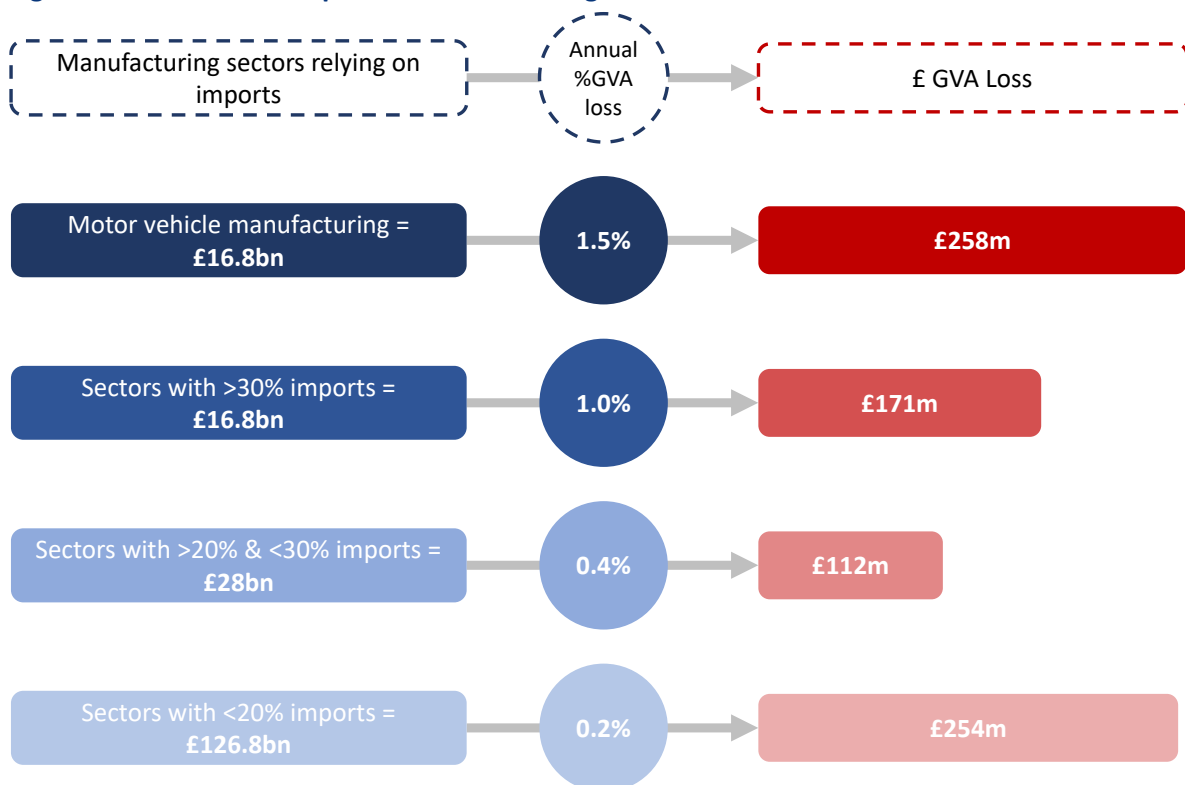 Manufacturing sectors relying on
imports
Annual
%GVA
loss
£ GVA Loss
Motor vehicle manufacturing =
£16.8bn
1.5%
£258m
Sectors with >30% imports =
£16.8bn
1.0%
£171m
Sectors with >20% & <30% imports =
£28bn
0.4%
£112m
Sectors with <20% imports =
£126.8bn
0.2%
£254m